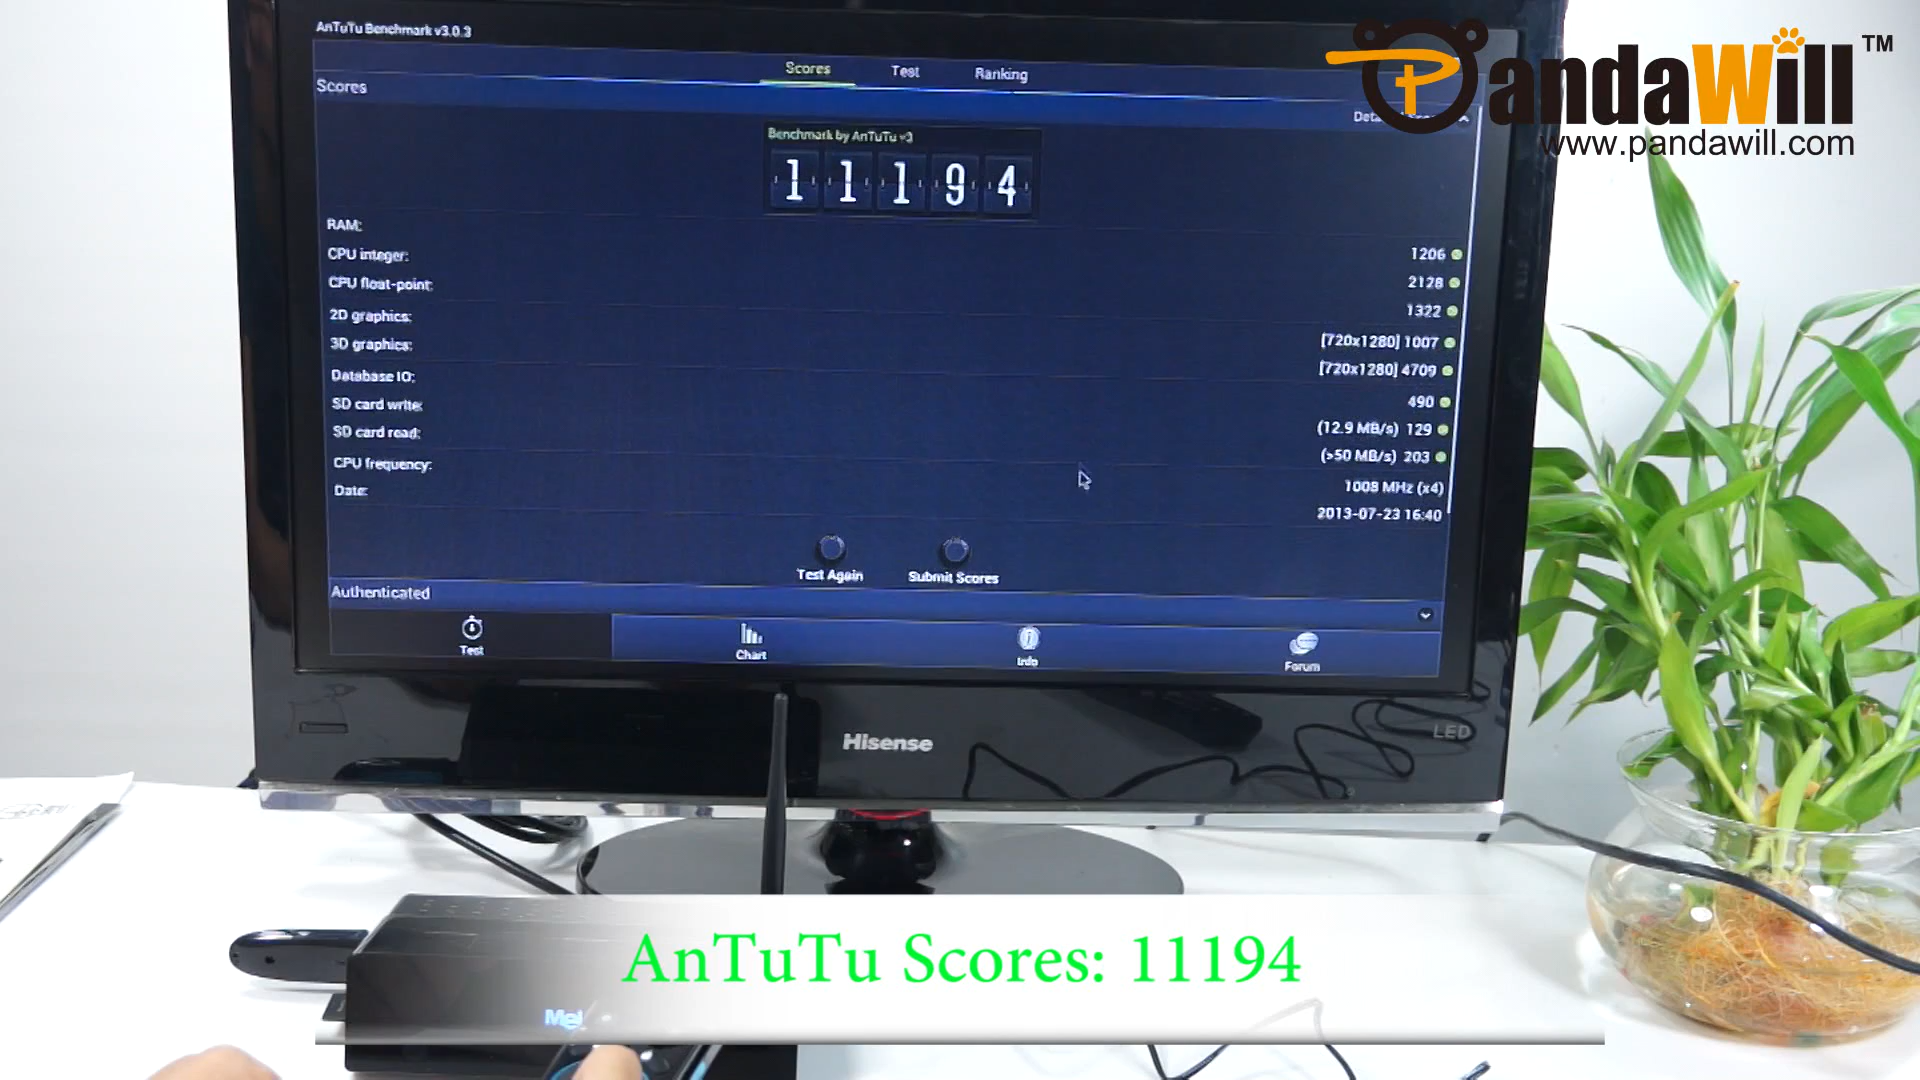 AnTuTu Benchmark v3.0.3
PandaWill™
www.pandawill.com
Scores Test Ranking
Scores
Benchmark by AnTuTu v3
11194
RAM: 1206
CPU integer: 2128
CPU float-point: 1322
2D graphics: [720x1280] 1007
3D graphics: [720x1280] 4709
Database IO: 490
SD card write: (12.9 MB/s) 129
SD card read: (>50 MB/s) 203
CPU frequency: 1008 MHz (x4)
Date: 2013-07-23 16:40
Test Again Submit Scores
Authenticated
Test Chart Info Forum
Hisense
LED
AnTuTu Scores: 11194